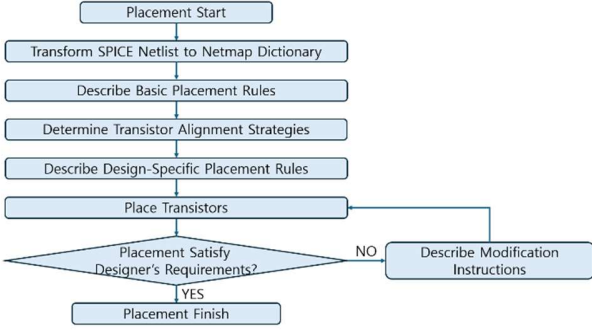 Placement Start
Transform SPICE Netlist to Netmap Dictionary
Describe Basic Placement Rules
Determine Transistor Alignment Strategies
Describe Design-Specific Placement Rules
Place Transistors
Placement Satisfy
Designer's Requirements?
NO
Describe Modification
Instructions
YES
Placement Finish